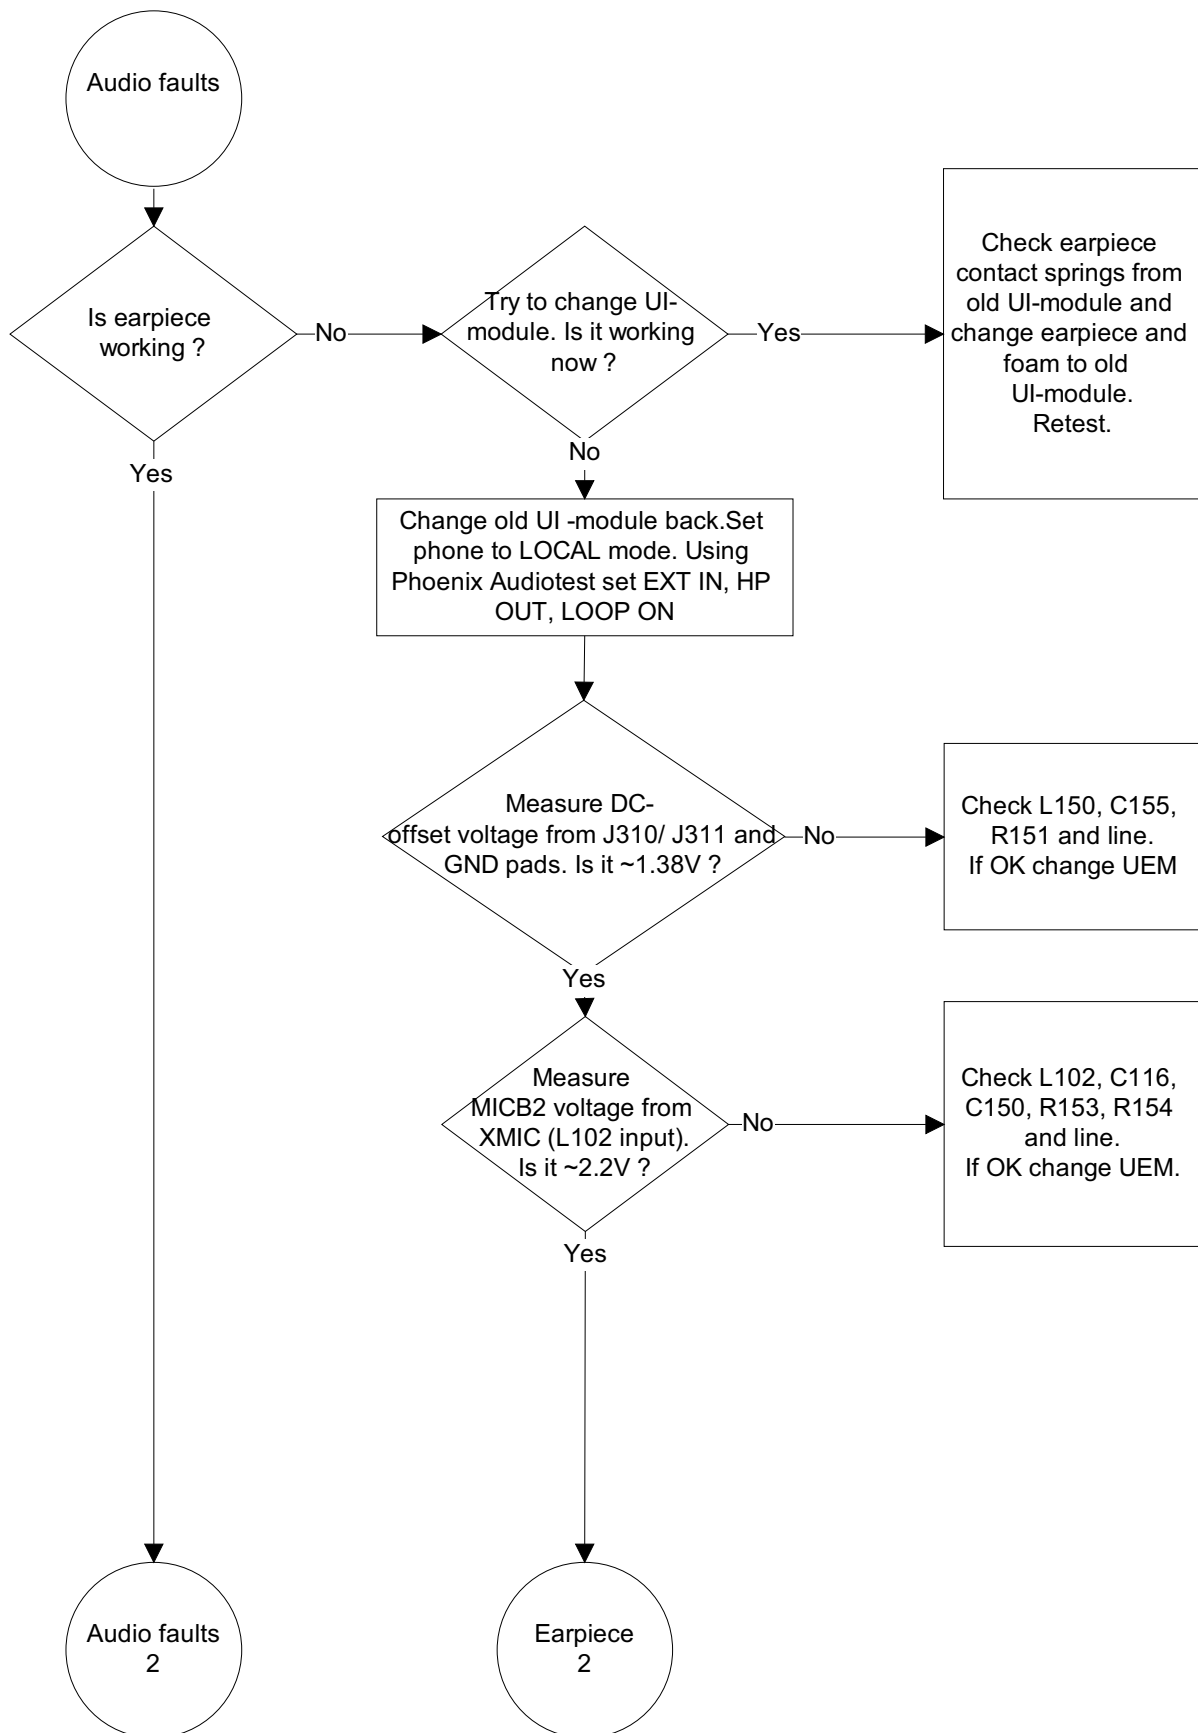 Audio faults
Is earpiece
working ?
No
Try to change UI-
module. Is it working
now ?
Yes
Check earpiece
contact springs from
old UI-module and
change earpiece and
foam to old
UI-module.
Retest.
Yes
No
Change old UI -module back.Set
phone to LOCAL mode. Using
Phoenix Audiotest set EXT IN, HP
OUT, LOOP ON
Measure DC-
offset voltage from J310/ J311 and
GND pads. Is it ~1.38V ?
No
Check L150, C155,
R151 and line.
If OK change UEM
Yes
Measure
MICB2 voltage from
XMIC (L102 input).
Is it ~2.2V ?
No
Check L102, C116,
C150, R153, R154
and line.
If OK change UEM.
Yes
Audio faults
2
Earpiece
2